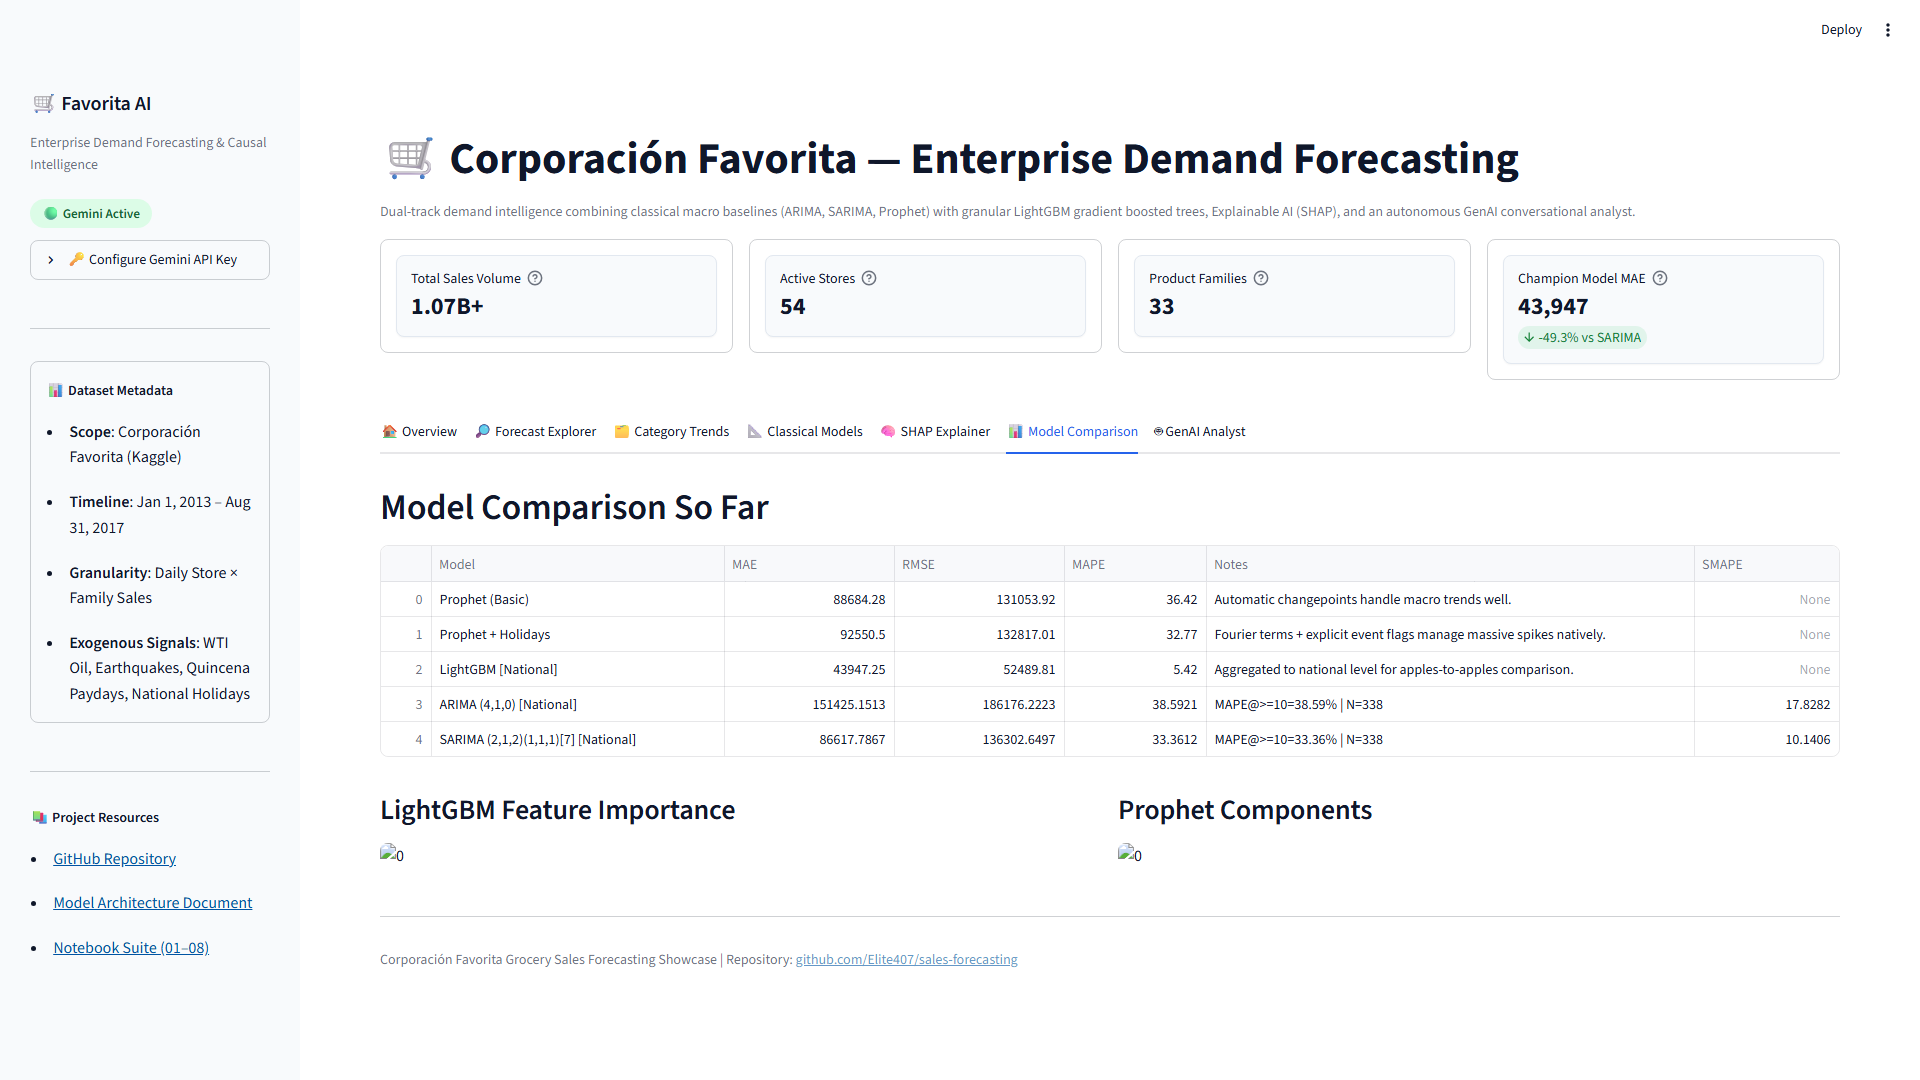 Deploy
Favorita AI
Enterprise Demand Forecasting & Causal
Intelligence
Gemini Active
Configure Gemini API Key
Dataset Metadata
Scope: Corporación
Favorita (Kaggle)
Timeline: Jan 1, 2013 – Aug
31, 2017
Granularity: Daily Store ×
Family Sales
Exogenous Signals: WTI
Oil, Earthquakes, Quincena
Paydays, National Holidays
Project Resources
GitHub Repository
Model Architecture Document
Notebook Suite (01–08)
Corporación Favorita — Enterprise Demand Forecasting
Dual-track demand intelligence combining classical macro baselines (ARIMA, SARIMA, Prophet) with granular LightGBM gradient boosted trees, Explainable AI (SHAP), and an autonomous GenAI conversational analyst.
Total Sales Volume
1.07B+
Active Stores
54
Product Families
33
Champion Model MAE
43,947
-49.3% vs SARIMA
Overview Forecast Explorer Category Trends Classical Models SHAP Explainer Model Comparison GenAI Analyst
Model Comparison So Far
Model MAE RMSE MAPE Notes SMAPE
0 Prophet (Basic) 88684.28 131053.92 36.42 Automatic changepoints handle macro trends well. None
1 Prophet + Holidays 92550.5 132817.01 32.77 Fourier terms + explicit event flags manage massive spikes natively. None
2 LightGBM [National] 43947.25 52489.81 5.42 Aggregated to national level for apples-to-apples comparison. None
3 ARIMA (4,1,0) [National] 151425.1513 186176.2223 38.5921 MAPE@>=10=38.59% | N=338 17.8282
4 SARIMA (2,1,2)(1,1,1)[7] [National] 86617.7867 136302.6497 33.3612 MAPE@>=10=33.36% | N=338 10.1406
LightGBM Feature Importance
0
Prophet Components
0
Corporación Favorita Grocery Sales Forecasting Showcase | Repository: github.com/Elite407/sales-forecasting